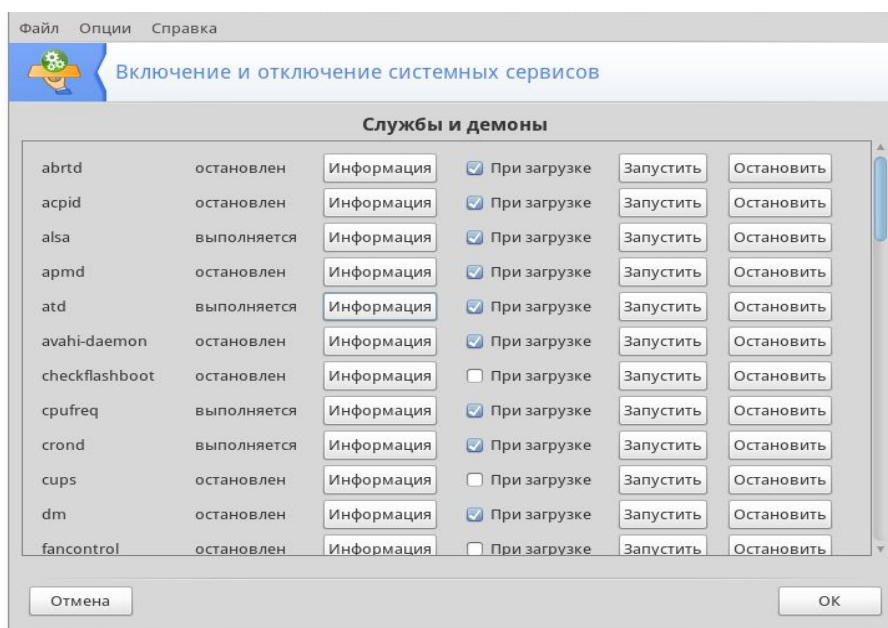 Файл Опции Справка
Включение и отключение системных сервисов
Службы и демоны
abrtd остановлен Информация При загрузке Запустить Остановить
acpid остановлен Информация При загрузке Запустить Остановить
alsa выполняется Информация При загрузке Запустить Остановить
apmd остановлен Информация При загрузке Запустить Остановить
atd выполняется Информация При загрузке Запустить Остановить
avahi-daemon остановлен Информация При загрузке Запустить Остановить
checkflashboot остановлен Информация При загрузке Запустить Остановить
cpufreq выполняется Информация При загрузке Запустить Остановить
crond выполняется Информация При загрузке Запустить Остановить
cups остановлен Информация При загрузке Запустить Остановить
dm остановлен Информация При загрузке Запустить Остановить
fancontrol остановлен Информация При загрузке Запустить Остановить
Отмена ОК